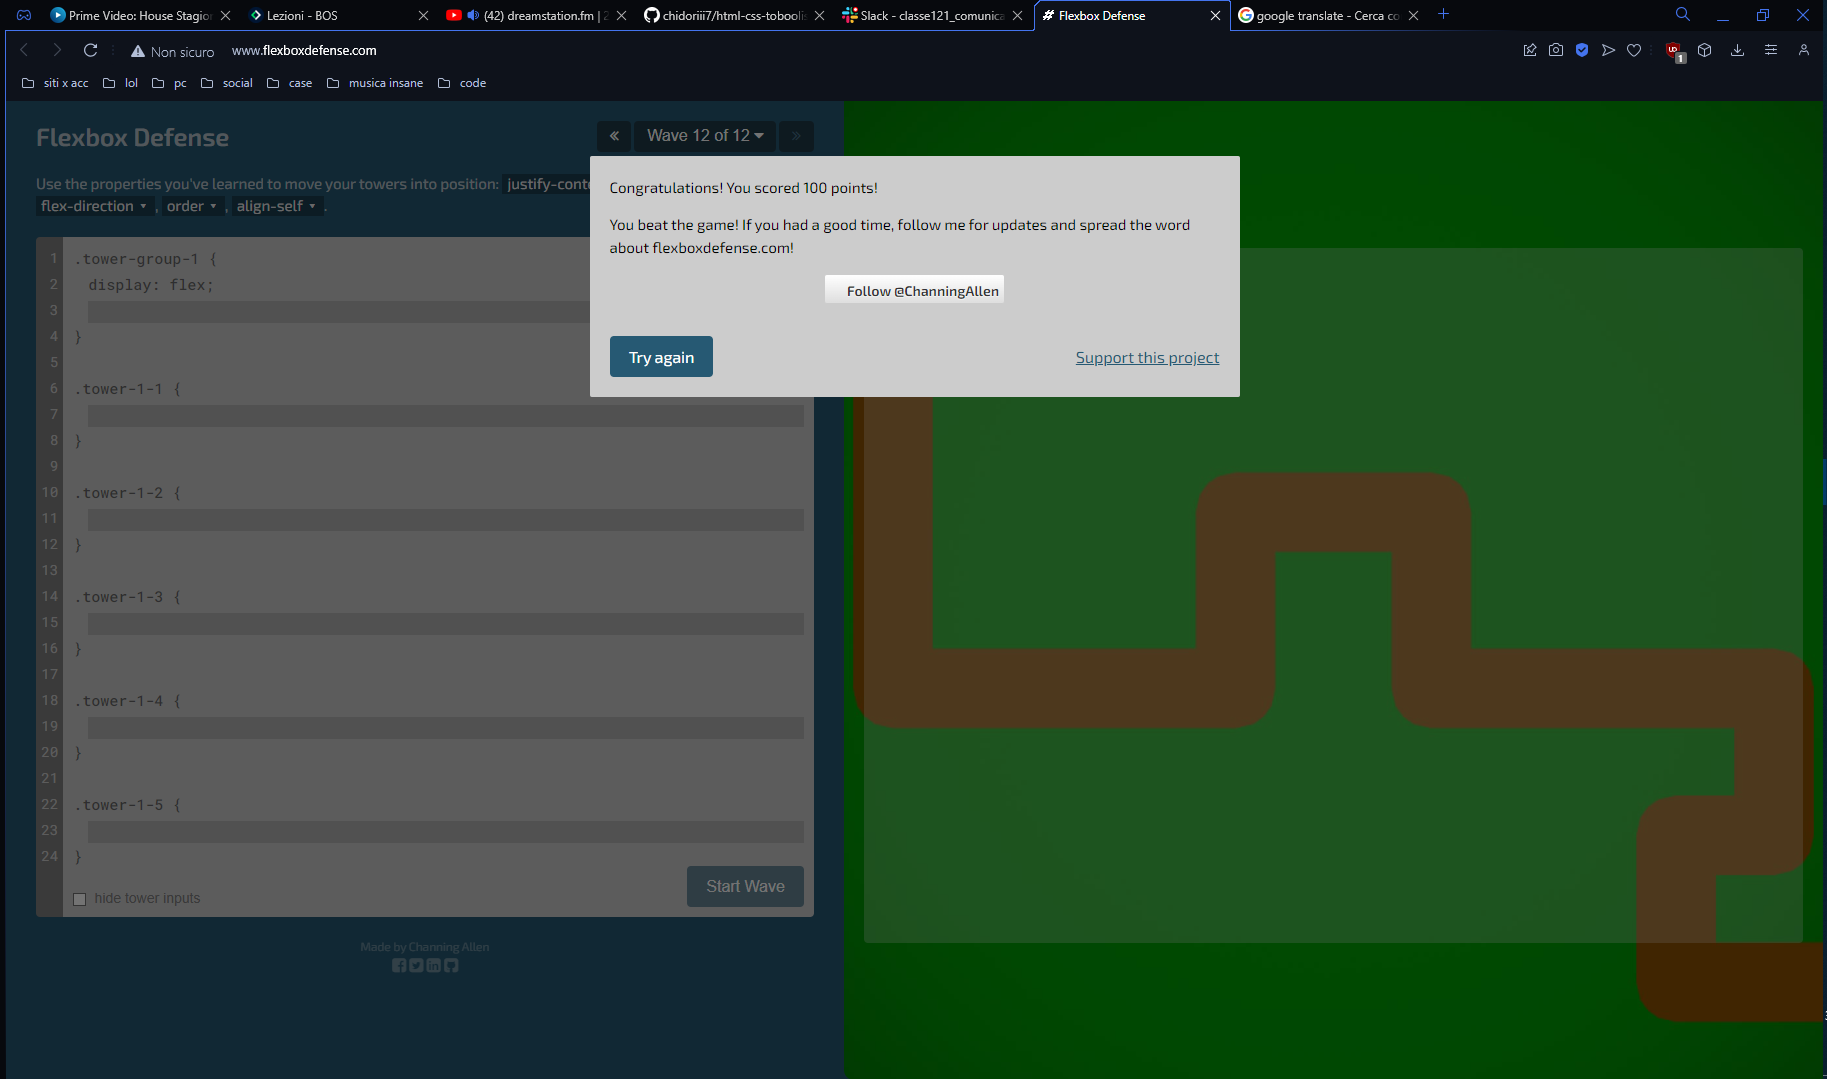 Prime Video: House Stagio
Lezioni - BOS
(42) dreamstation.fm | 2
chidoriii7/html-css-toboolis
Slack - classe121_comunica
Flexbox Defense
google translate - Cerca co
Non sicuro
www.flexboxdefense.com
1
siti x acc
lol
pc
social
case
musica insane
code
Flexbox Defense
«
Wave 12 of 12
»
Use the properties you've learned to move your towers into position: justify-conte
flex-direction ▾ , order ▾ , align-self ▾ .
1 .tower-group-1 {
2 display: flex;
3
4 }
5
6 .tower-1-1 {
7
8 }
9
10 .tower-1-2 {
11
12 }
13
14 .tower-1-3 {
15
16 }
17
18 .tower-1-4 {
19
20 }
21
22 .tower-1-5 {
23
24 }
hide tower inputs
Start Wave
Made by Channing Allen
Congratulations! You scored 100 points!
You beat the game! If you had a good time, follow me for updates and spread the word
about flexboxdefense.com!
Follow @ChanningAllen
Try again
Support this project